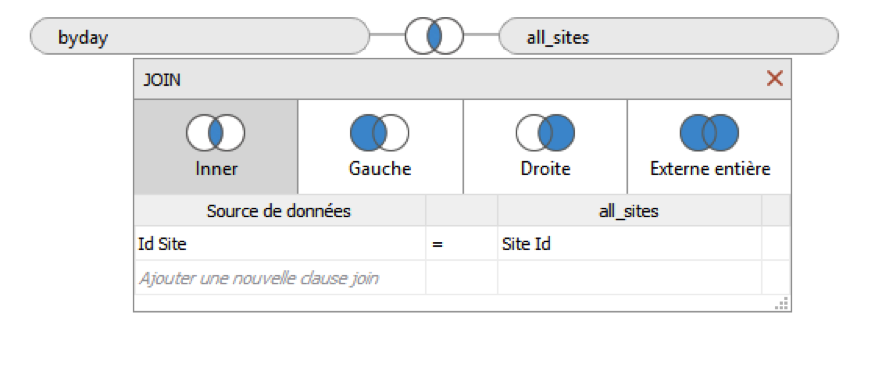 byday all_sites
JOIN
Inner Gauche Droite Externe entière
Source de données all_sites
Id Site = Site Id
Ajouter une nouvelle clause join